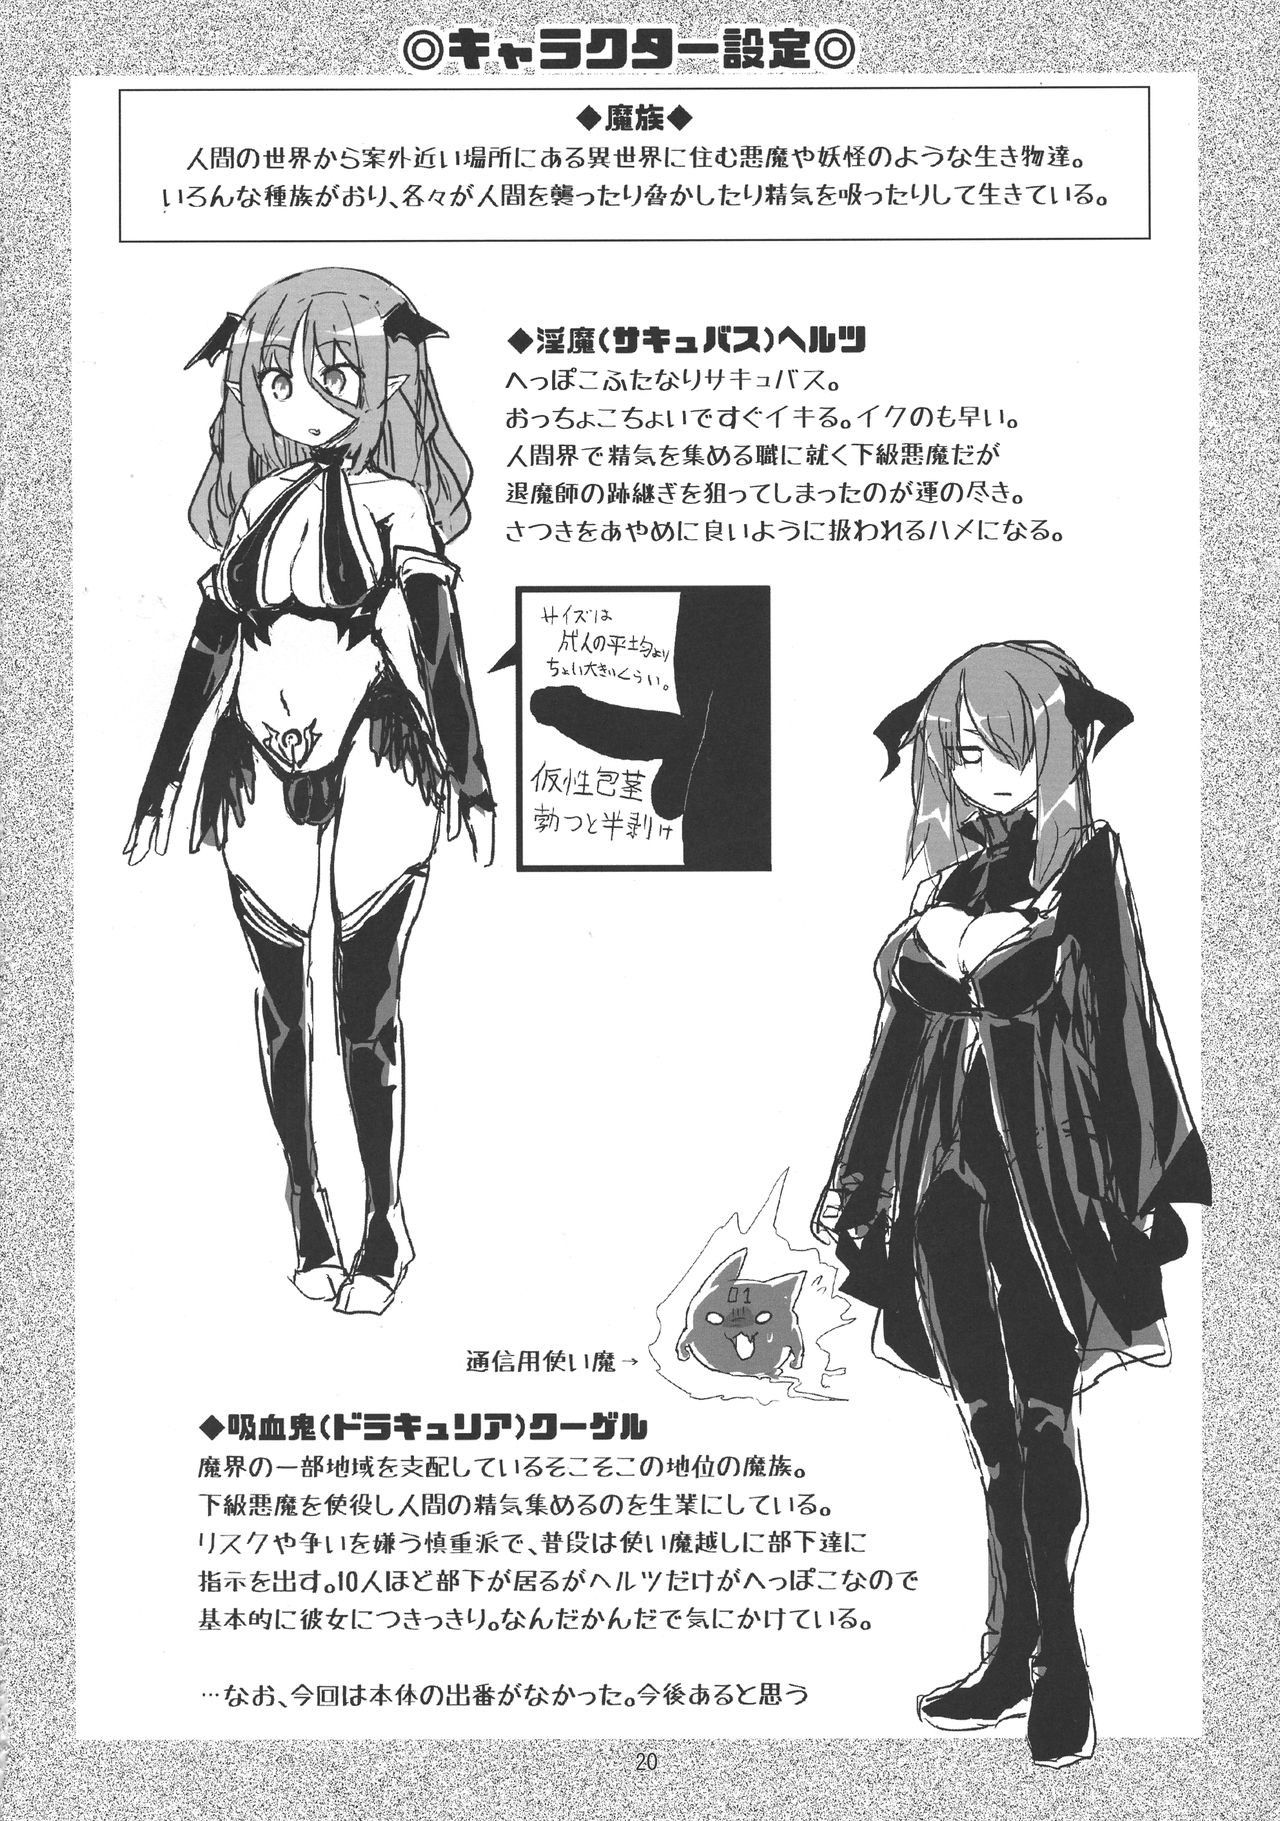 ◎キャラクター設定◎
◆魔族◆
人間の世界から案外近い場所にある異世界に住む悪魔や妖怪のような生き物達。
いろんな種族がおり、各々が人間を襲ったり脅かしたり精気を吸ったりして生きている。
◆淫魔(サキュバス)ヘルツ
へっぽこふたなりサキュバス。
おっちょこちょいですぐイキる。イクのも早い。
人間界で精気を集める職に就く下級悪魔だが
退魔師の跡継ぎを狙ってしまったのが運の尽き。
さつきをあやめに良いように扱われるハメになる。
サイズは
成人の平均より
ちょい大きいくらい。
仮性包茎
勃つと半剥け
01
通信用使い魔→
◆吸血鬼(ドラキュリア)クーゲル
魔界の一部地域を支配しているそこそこの地位の魔族。
下級悪魔を使役し人間の精気集めるのを生業にしている。
リスクや争いを嫌う慎重派で、普段は使い魔越しに部下達に
指示を出す。10人ほど部下が居るがヘルツだけがへっぽこなので
基本的に彼女につきっきり。なんだかんだで気にかけている。
…なお、今回は本体の出番がなかった。今後あると思う
20